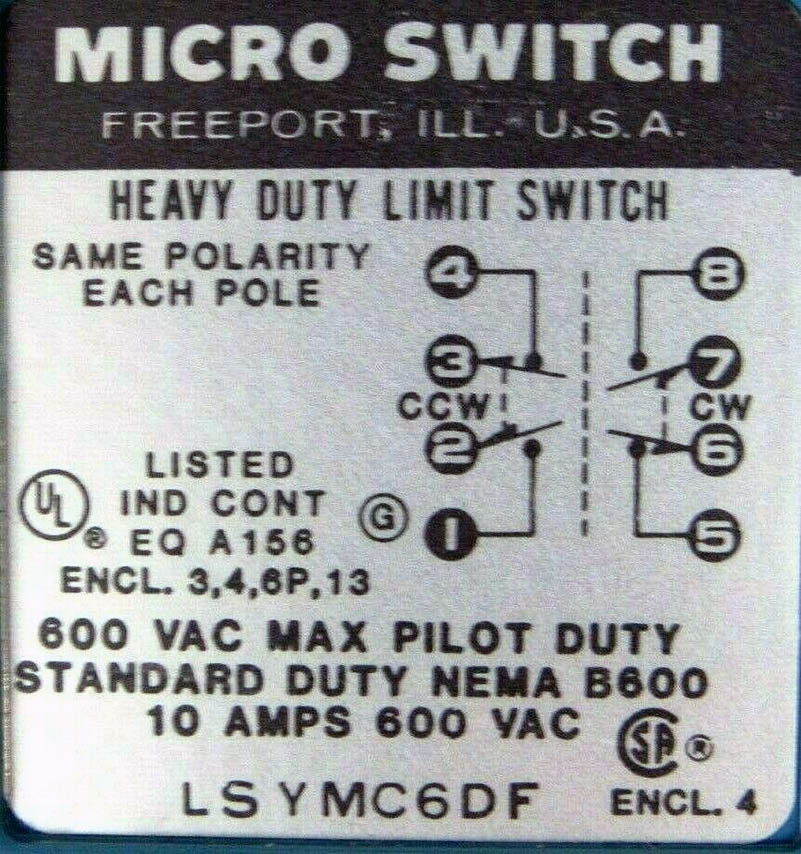 MICRO SWITCH
FREEPORT, ILL. U.S.A.
HEAVY DUTY LIMIT SWITCH
SAME POLARITY
EACH POLE
4 8
3 7
CCW CW
2 6
1 5
LISTED
UL ® IND CONT G
EQ A156
ENCL. 3,4,6P,13
600 VAC MAX PILOT DUTY
STANDARD DUTY NEMA B600
10 AMPS 600 VAC
SA ®
LSYMC6DF ENCL. 4